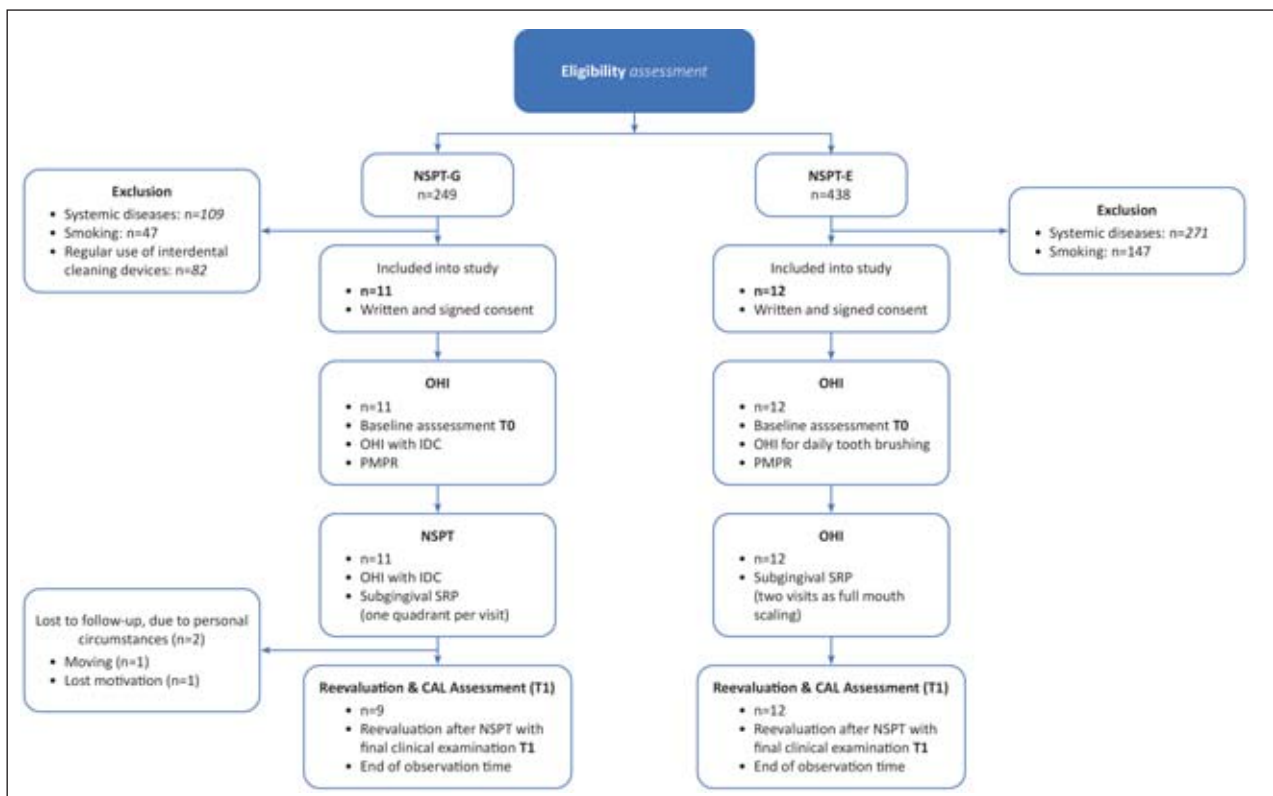 Eligibility assessment
NSPT-G
n=249
NSPT-E
n=438
Exclusion
• Systemic diseases: n=109
• Smoking: n=47
• Regular use of interdental
cleaning devices: n=82
Exclusion
• Systemic diseases: n=271
• Smoking: n=147
Included into study
• n=11
• Written and signed consent
Included into study
• n=12
• Written and signed consent
OHI
• n=11
• Baseline asssessment T0
• OHI with IDC
• PMPR
OHI
• n=12
• Baseline asssessment T0
• OHI for daily tooth brushing
• PMPR
NSPT
• n=11
• OHI with IDC
• Subgingival SRP
(one quadrant per visit)
OHI
• n=12
• Subgingival SRP
(two visits as full mouth
scaling)
Lost to follow-up, due to personal
circumstances (n=2)
• Moving (n=1)
• Lost motivation (n=1)
Reevaluation & CAL Assessment (T1)
• n=9
• Reevaluation after NSPT with
final clinical examination T1
• End of observation time
Reevaluation & CAL Assessment (T1)
• n=12
• Reevaluation after NSPT with
final clinical examination T1
• End of observation time